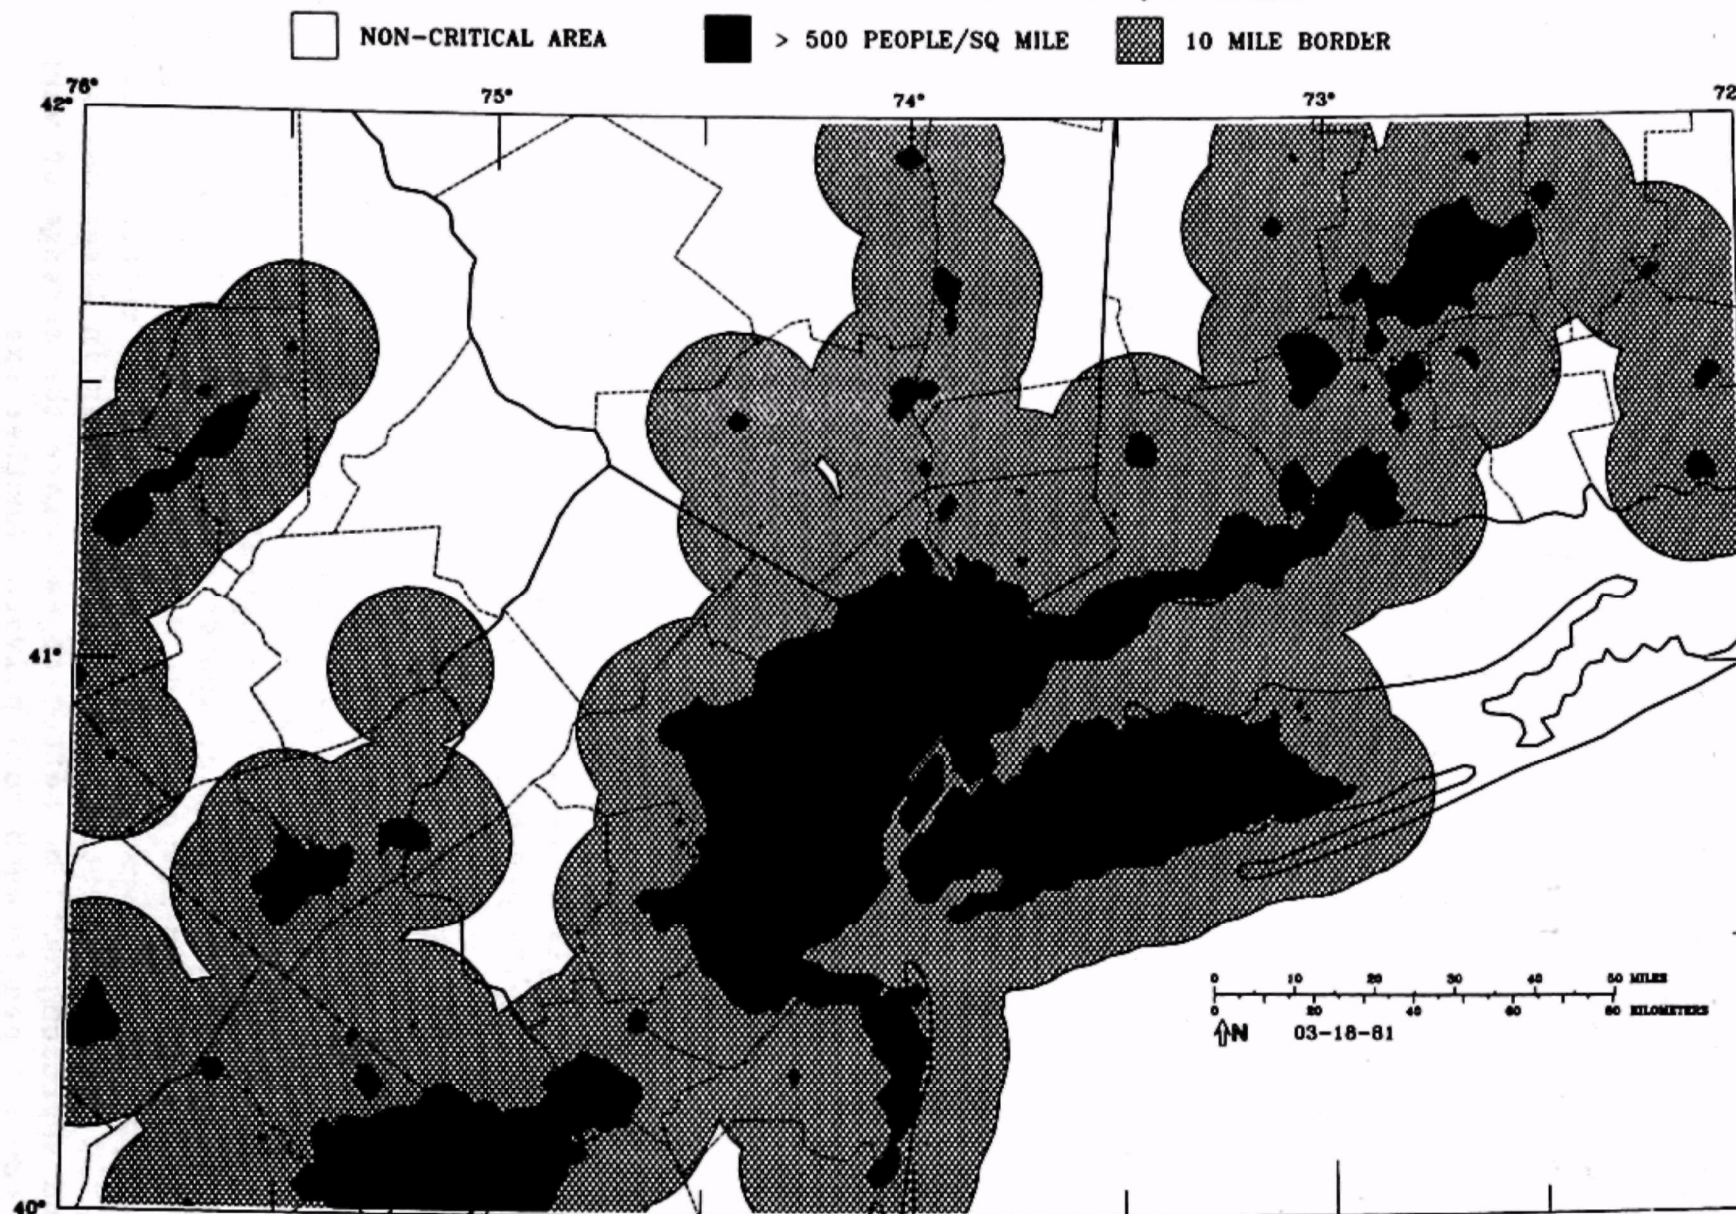 NON-CRITICAL AREA > 500 PEOPLE/SQ MILE 10 MILE BORDER
76°
42° 75° 74° 73° 72
41°
0 10 20 30 40 50 MILES
0 20 40 60 80 KILOMETERS
N 03-18-81
40°